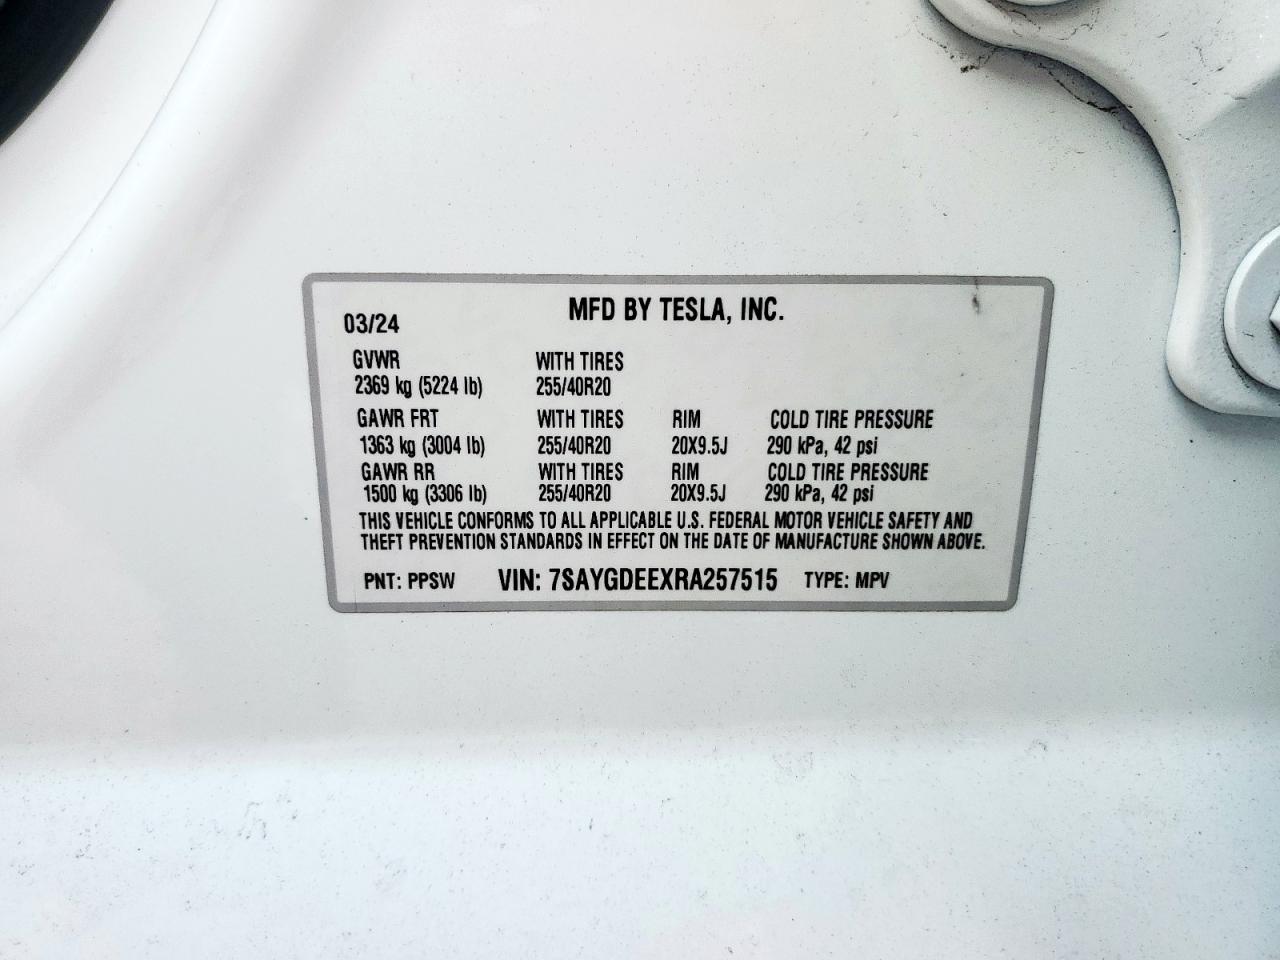 MFD BY TESLA, INC.
03/24
GVWR WITH TIRES
2369 kg (5224 lb) 255/40R20
GAWR FRT WITH TIRES RIM COLD TIRE PRESSURE
1363 kg (3004 lb) 255/40R20 20X9.5J 290 kPa, 42 psi
GAWR RR WITH TIRES RIM COLD TIRE PRESSURE
1500 kg (3306 lb) 255/40R20 20X9.5J 290 kPa, 42 psi
THIS VEHICLE CONFORMS TO ALL APPLICABLE U.S. FEDERAL MOTOR VEHICLE SAFETY AND
THEFT PREVENTION STANDARDS IN EFFECT ON THE DATE OF MANUFACTURE SHOWN ABOVE.
PNT: PPSW VIN: 7SAYGDEEXRA257515 TYPE: MPV